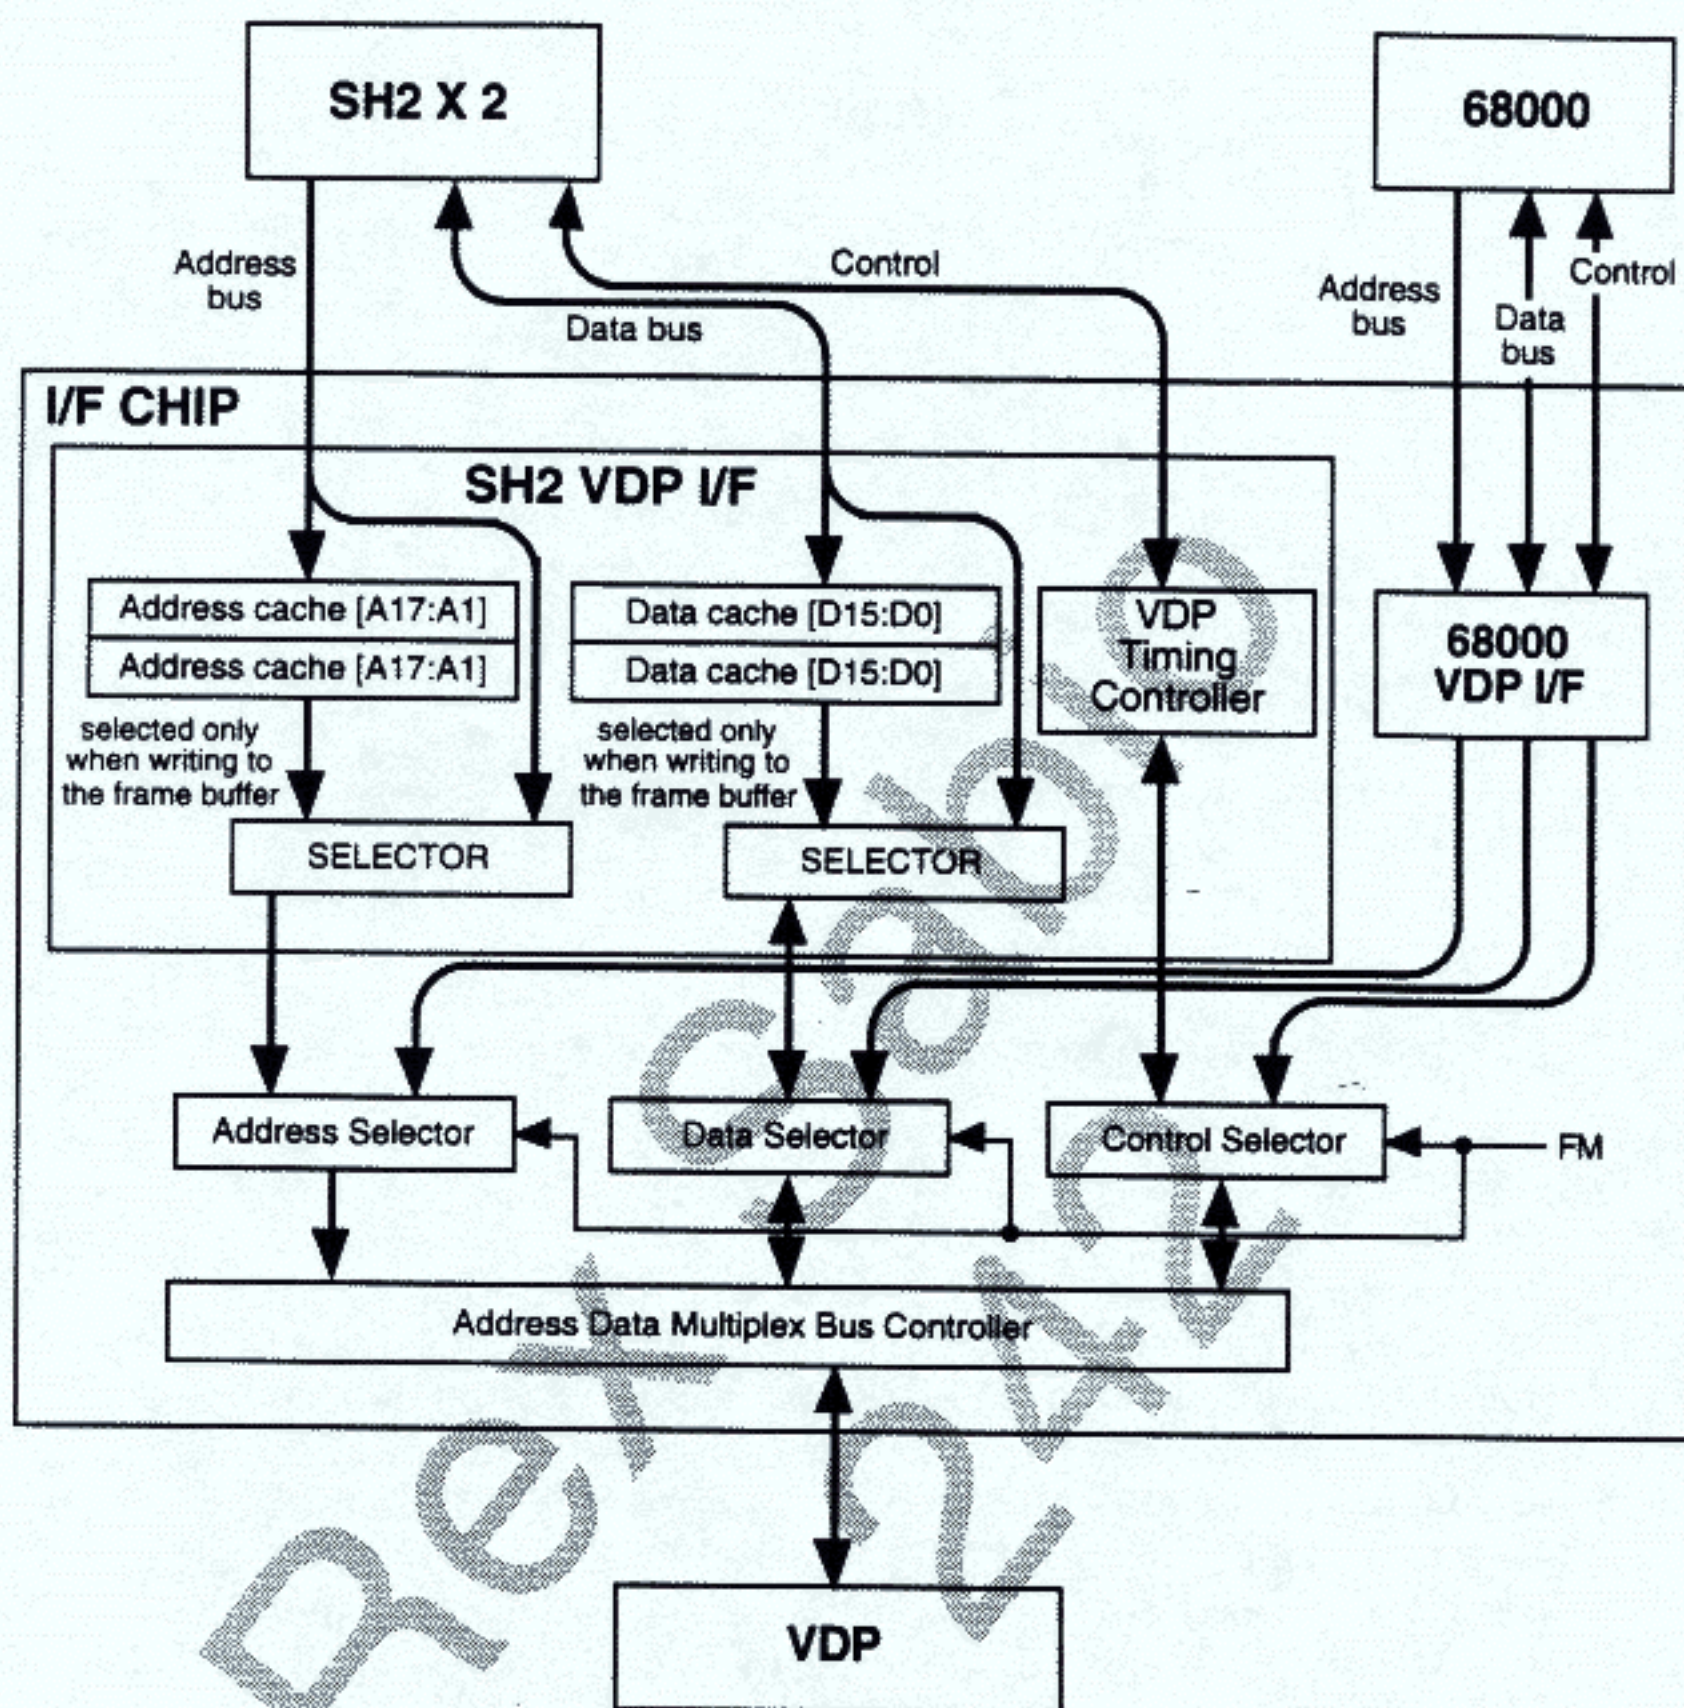 SH2 X 2
68000
Address
bus
Data bus
Control
Address
bus
Data
bus
Control
I/F CHIP
SH2 VDP I/F
Address cache [A17:A1]
Address cache [A17:A1]
Data cache [D15:D0]
Data cache [D15:D0]
VDP
Timing
Controller
68000
VDP I/F
selected only
when writing to
the frame buffer
selected only
when writing to
the frame buffer
SELECTOR
SELECTOR
Address Selector
Data Selector
Control Selector
FM
Address Data Multiplex Bus Controller
VDP
Rex Sabio
242